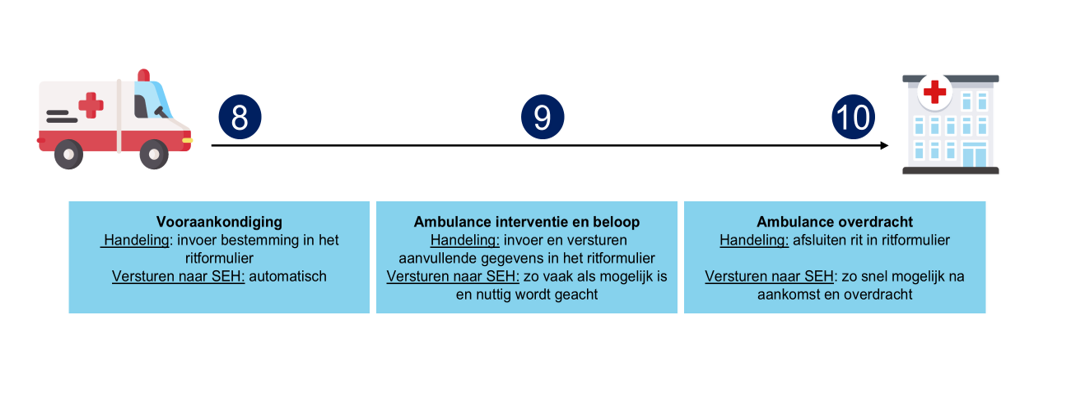 8
9
10
Vooraankondiging
Handeling: invoer bestemming in het
ritformulier
Versturen naar SEH: automatisch
Ambulance interventie en beloop
Handeling: invoer en versturen
aanvullende gegevens in het ritformulier
Versturen naar SEH: zo vaak als mogelijk is
en nuttig wordt geacht
Ambulance overdracht
Handeling: afsluiten rit in ritformulier
Versturen naar SEH: zo snel mogelijk na
aankomst en overdracht